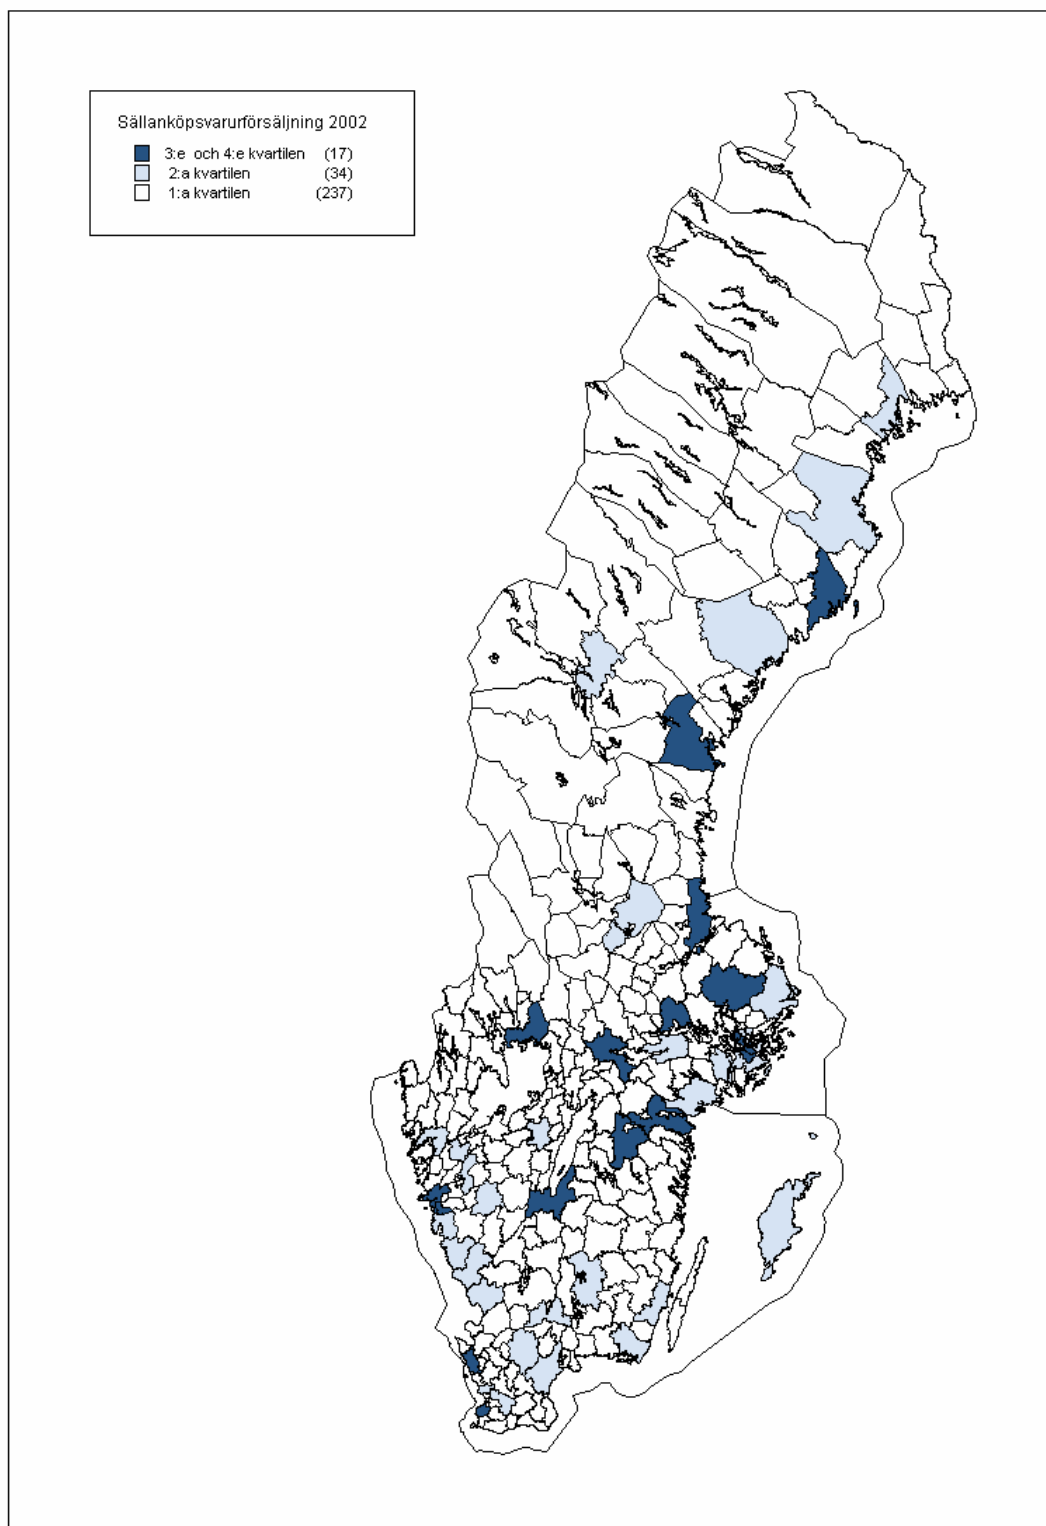 Sällanköpsvarurförsäljning 2002
3:e och 4:e kvartilen (17)
2:a kvartilen (34)
1:a kvartilen (237)